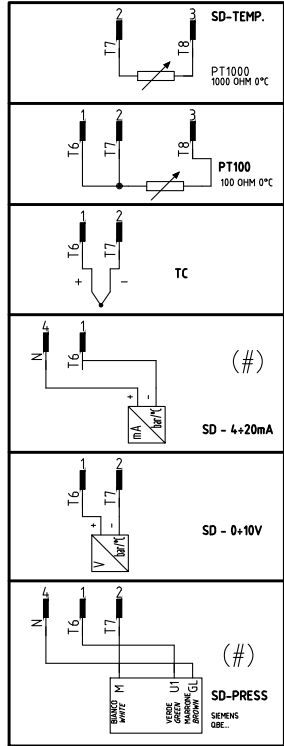 2 3 SD-TEMP.
T7 T8
PT1000
1000 OHM 0°C
1 2 3
T6 T7 T8
PT100
100 OHM 0°C
1 2
T6 T7
+ -
TC
4 1
N T6
(#)
+ -
mA bar/°C
SD - 4÷20mA
1 2
T6 T7
+ -
V bar/°C
SD - 0÷10V
4 1 2
N T6 T7
(#)
M U1 GL
BIANCO VERDE MARRONE
WHITE GREEN BROWN
SD-PRESS
SIEMENS
QBE...